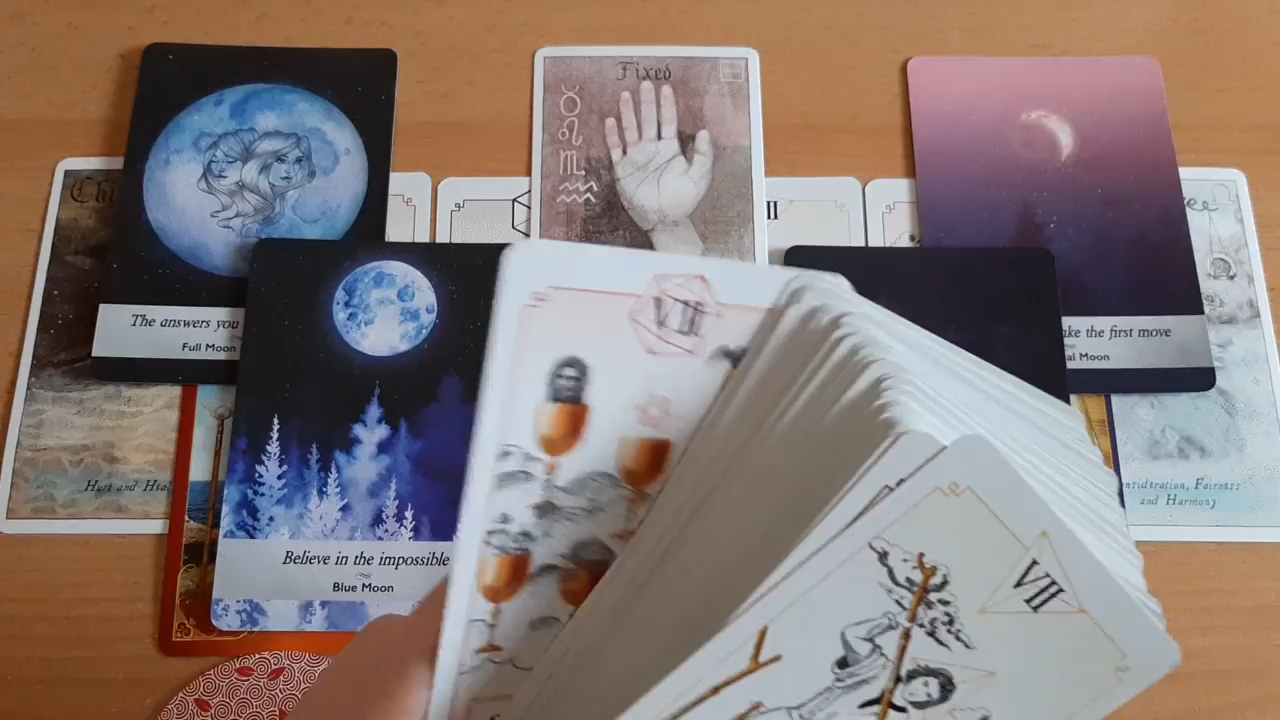 Fixed
The answers you
Full Moon
ake the first move
al Moon
Hurt and Heal
nsideration, Fairness
and Harmony
Believe in the impossible
Blue Moon
VII